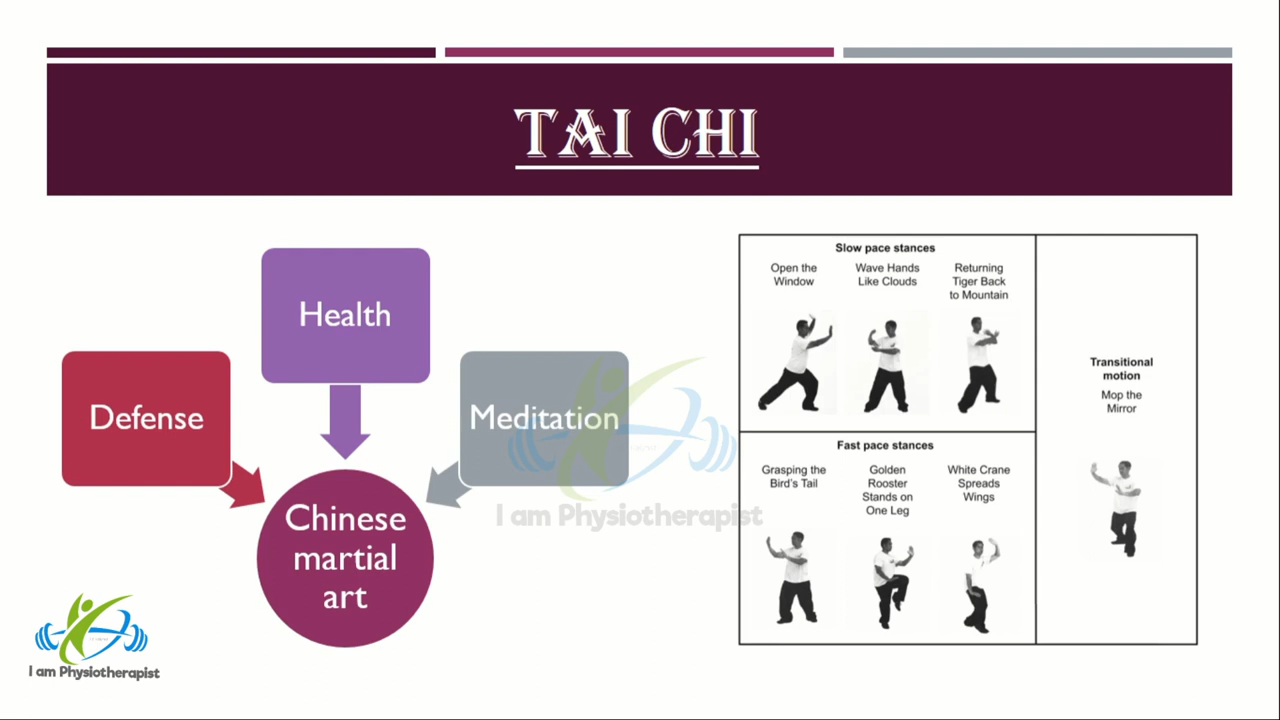 TAI CHI
Health
Defense
Meditation
Chinese
martial
art
I am Physiotherapist
Slow pace stances
Open the
Window
Wave Hands
Like Clouds
Returning
Tiger Back
to Mountain
Fast pace stances
Grasping the
Bird's Tail
Golden
Rooster
Stands on
One Leg
White Crane
Spreads
Wings
Transitional
motion
Mop the
Mirror
I am Physiotherapist